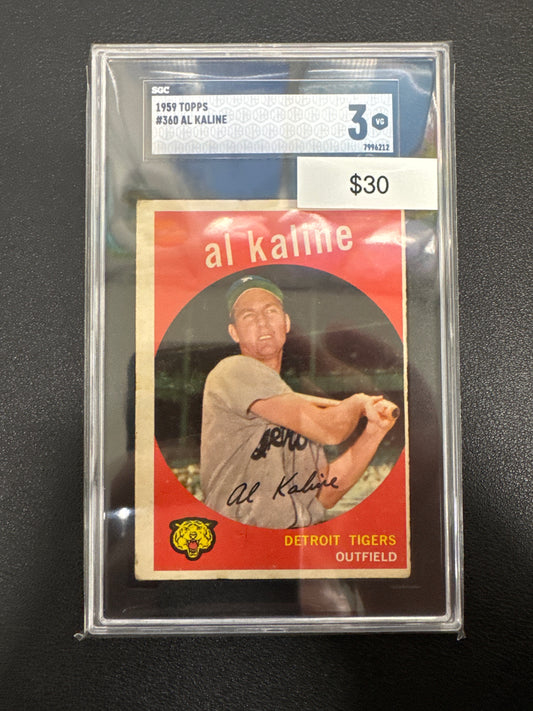 SGC
1959 TOPPS
#360 AL KALINE
3 VG
7996212
$30
al kaline
Al Kaline
DETROIT TIGERS
OUTFIELD